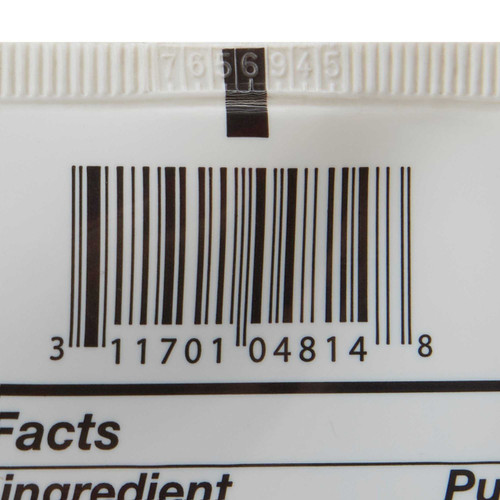 7656945
3 11701 04814 8
Facts
ingredient
Pu